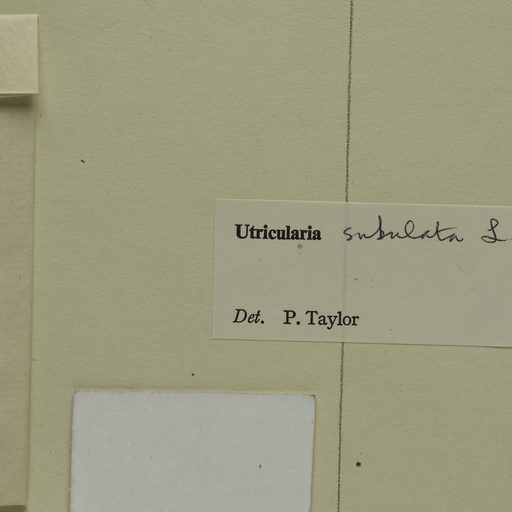 Utricularia subulata L.
Det. P. Taylor